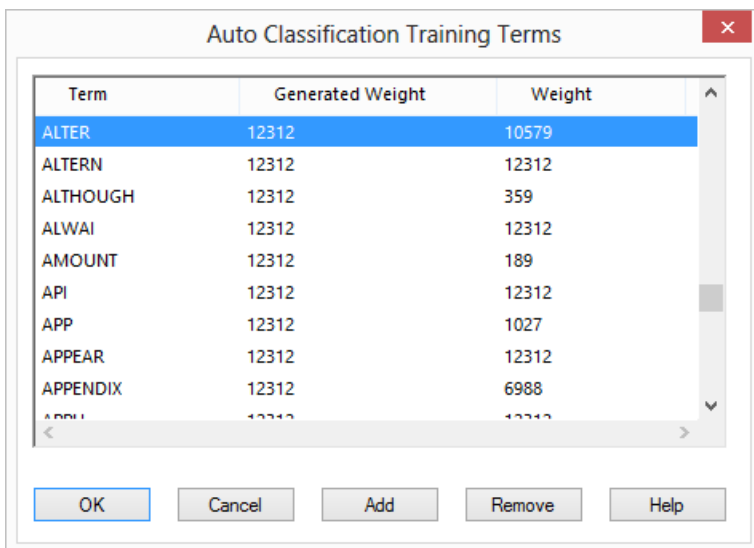 Auto Classification Training Terms
Term Generated Weight Weight
ALTER 12312 10579
ALTERN 12312 12312
ALTHOUGH 12312 359
ALWAI 12312 12312
AMOUNT 12312 189
API 12312 12312
APP 12312 1027
APPEAR 12312 12312
APPENDIX 12312 6988
12312 12312
OK Cancel Add Remove Help